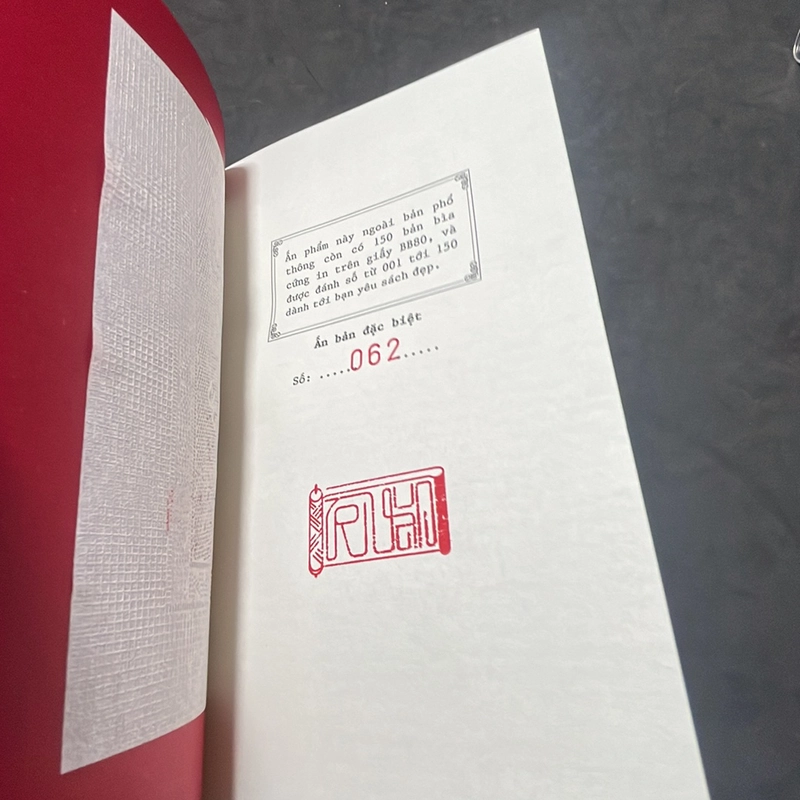 Ấn phẩm này ngoài bản phổ
thông còn có 150 bản bìa
cứng in trên giấy BB80, và
được đánh số từ 001 tới 150
dành tới bạn yêu sách đẹp.
Ấn bản đặc biệt
Số: .....062.....